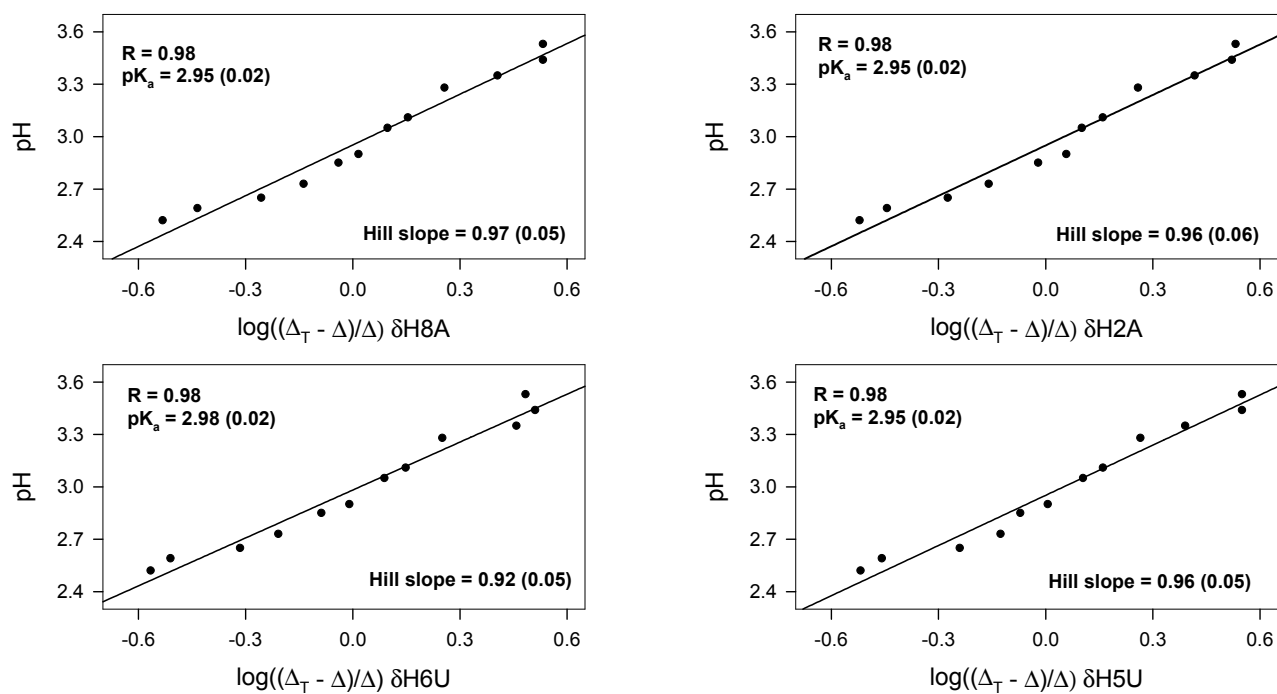 R = 0.98
pKa = 2.95 (0.02)
Hill slope = 0.97 (0.05)
pH
3.6
3.3
3.0
2.7
2.4
-0.6 -0.3 0.0 0.3 0.6
log((ΔT - Δ)/Δ) δH8A
R = 0.98
pKa = 2.95 (0.02)
Hill slope = 0.96 (0.06)
pH
3.6
3.3
3.0
2.7
2.4
-0.6 -0.3 0.0 0.3 0.6
log((ΔT - Δ)/Δ) δH2A
R = 0.98
pKa = 2.98 (0.02)
Hill slope = 0.92 (0.05)
pH
3.6
3.3
3.0
2.7
2.4
-0.6 -0.3 0.0 0.3 0.6
log((ΔT - Δ)/Δ) δH6U
R = 0.98
pKa = 2.95 (0.02)
Hill slope = 0.96 (0.05)
pH
3.6
3.3
3.0
2.7
2.4
-0.6 -0.3 0.0 0.3 0.6
log((ΔT - Δ)/Δ) δH5U